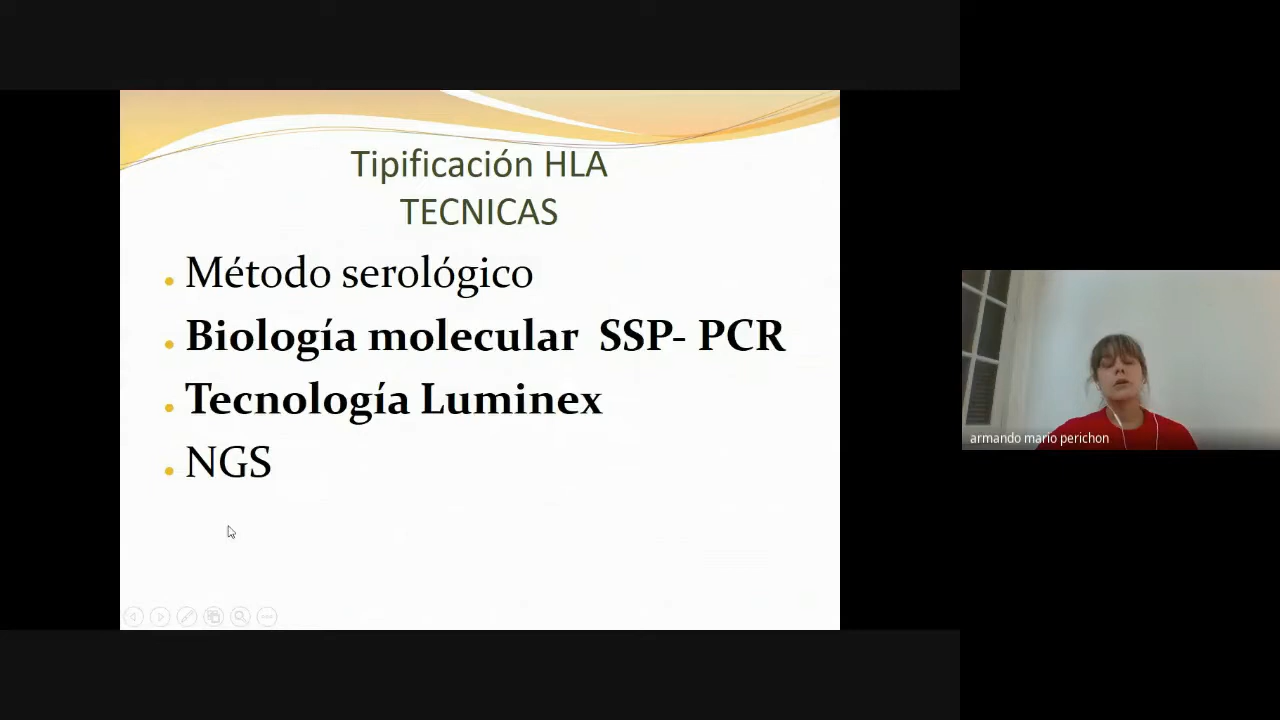 Tipificación HLA
TECNICAS
Método serológico
Biología molecular SSP- PCR
Tecnología Luminex
NGS
armando mario perichon